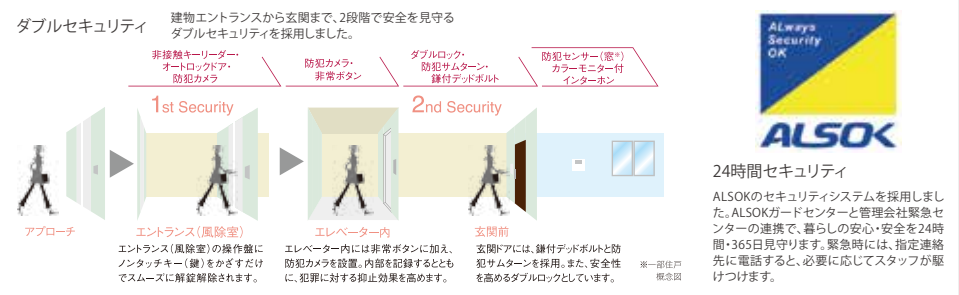 ダブルセキュリティ
建物エントランスから玄関まで、2段階で安全を見守る
ダブルセキュリティを採用しました。
非接触キーリーダー・
オートロックドア・
防犯カメラ
防犯カメラ・
非常ボタン
ダブルロック・
防犯サムターン・
鎌付デッドボルト
防犯センサー(窓※)
カラーモニター付
インターホン
1st Security
2nd Security
アプローチ
エントランス(風除室)
エントランス(風除室)の操作盤に
ノンタッチキー(鍵)をかざすだけ
でスムーズに解錠解除されます。
エレベーター内
エレベーター内には非常ボタンに加え、
防犯カメラを設置。内部を記録するととも
に、犯罪に対する抑止効果を高めます。
玄関前
玄関ドアには、鎌付デッドボルトと防
犯サムターンを採用。また、安全性
を高めるダブルロックとしています。
※一部住戸
概念図
ALways
Security
OK
ALSOK
24時間セキュリティ
ALSOKのセキュリティシステムを採用しまし
た。ALSOKガードセンターと管理会社緊急セ
ンターの連携で、暮らしの安心・安全を24時
間・365日見守ります。緊急時には、指定連絡
先に電話すると、必要に応じてスタッフが駆
けつけます。